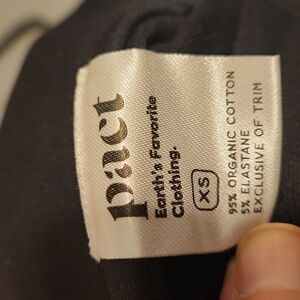 pact
Earth's Favorite
Clothing.
XS
95% ORGANIC COTTON
5% ELASTANE
EXCLUSIVE OF TRIM